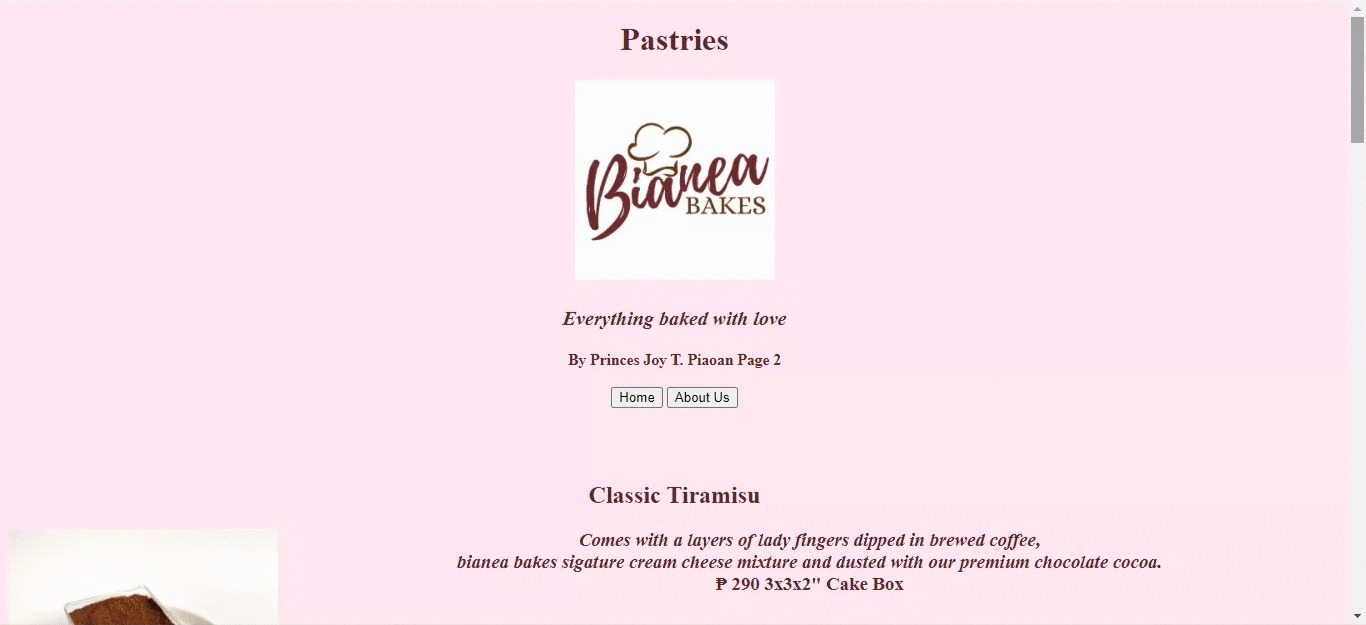 Pastries
Bianea
BAKES
Everything baked with love
By Princes Joy T. Piaoan Page 2
Home About Us
Classic Tiramisu
Comes with a layers of lady fingers dipped in brewed coffee,
bianea bakes sigature cream cheese mixture and dusted with our premium chocolate cocoa.
₱ 290 3x3x2" Cake Box